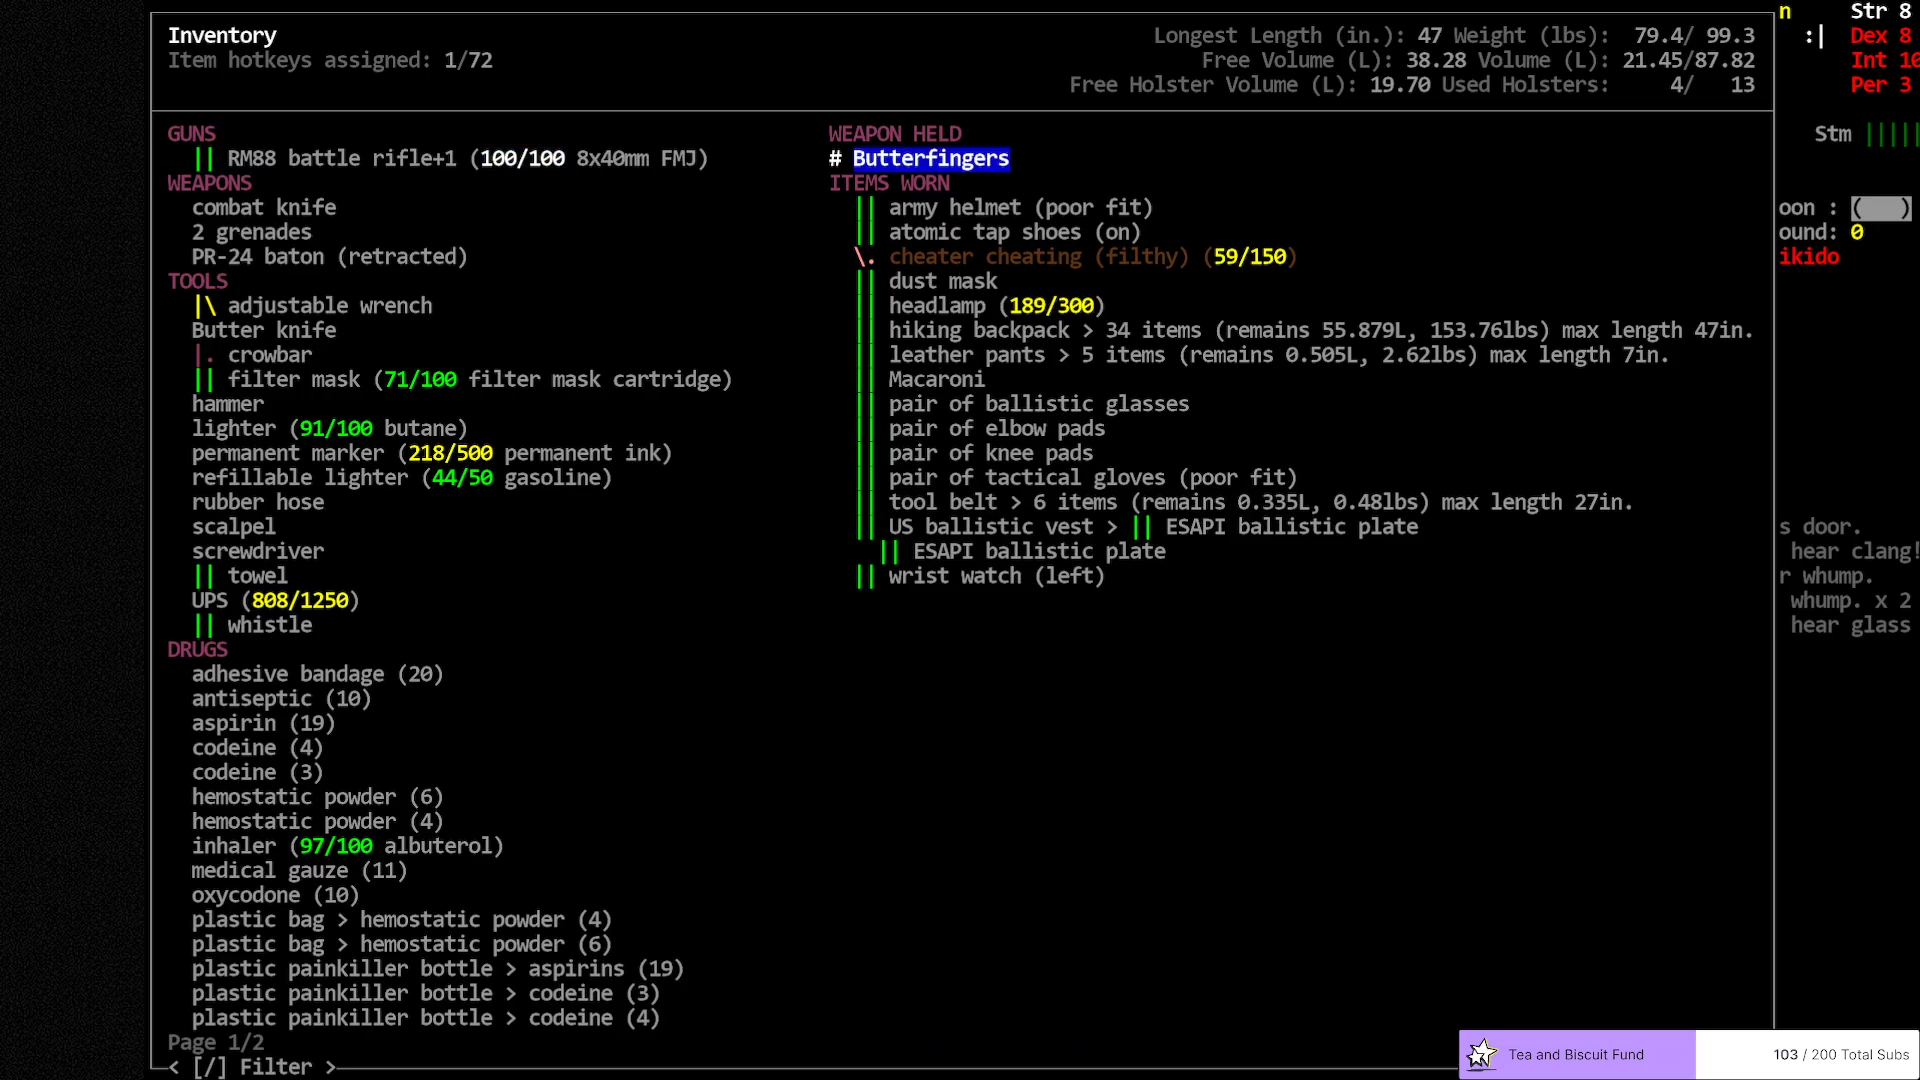 Inventory
Item hotkeys assigned: 1/72
Longest Length (in.): 47 Weight (lbs): 79.4/ 99.3
Free Volume (L): 38.28 Volume (L): 21.45/87.82
Free Holster Volume (L): 19.70 Used Holsters: 4/ 13
GUNS
|| RM88 battle rifle+1 (100/100 8x40mm FMJ)
WEAPONS
combat knife
2 grenades
PR-24 baton (retracted)
TOOLS
|\ adjustable wrench
Butter knife
|. crowbar
|| filter mask (71/100 filter mask cartridge)
hammer
lighter (91/100 butane)
permanent marker (218/500 permanent ink)
refillable lighter (44/50 gasoline)
rubber hose
scalpel
screwdriver
|| towel
UPS (808/1250)
|| whistle
DRUGS
adhesive bandage (20)
antiseptic (10)
aspirin (19)
codeine (4)
codeine (3)
hemostatic powder (6)
hemostatic powder (4)
inhaler (97/100 albuterol)
medical gauze (11)
oxycodone (10)
plastic bag > hemostatic powder (4)
plastic bag > hemostatic powder (6)
plastic painkiller bottle > aspirins (19)
plastic painkiller bottle > codeine (3)
plastic painkiller bottle > codeine (4)
Page 1/2
< [/] Filter >
WEAPON HELD
# Butterfingers
ITEMS WORN
|| army helmet (poor fit)
|| atomic tap shoes (on)
\. cheater cheating (filthy) (59/150)
|| dust mask
|| headlamp (189/300)
|| hiking backpack > 34 items (remains 55.879L, 153.76lbs) max length 47in.
|| leather pants > 5 items (remains 0.505L, 2.62lbs) max length 7in.
|| Macaroni
|| pair of ballistic glasses
|| pair of elbow pads
|| pair of knee pads
|| pair of tactical gloves (poor fit)
|| tool belt > 6 items (remains 0.335L, 0.48lbs) max length 27in.
|| US ballistic vest > || ESAPI ballistic plate
|| ESAPI ballistic plate
|| wrist watch (left)
n Str 8
:| Dex 8
Int 10
Per 3
Stm |||||
oon : ( )
ound: 0
ikido
s door.
hear clang!
r whump.
whump. x 2
hear glass
Tea and Biscuit Fund
103 / 200 Total Subs